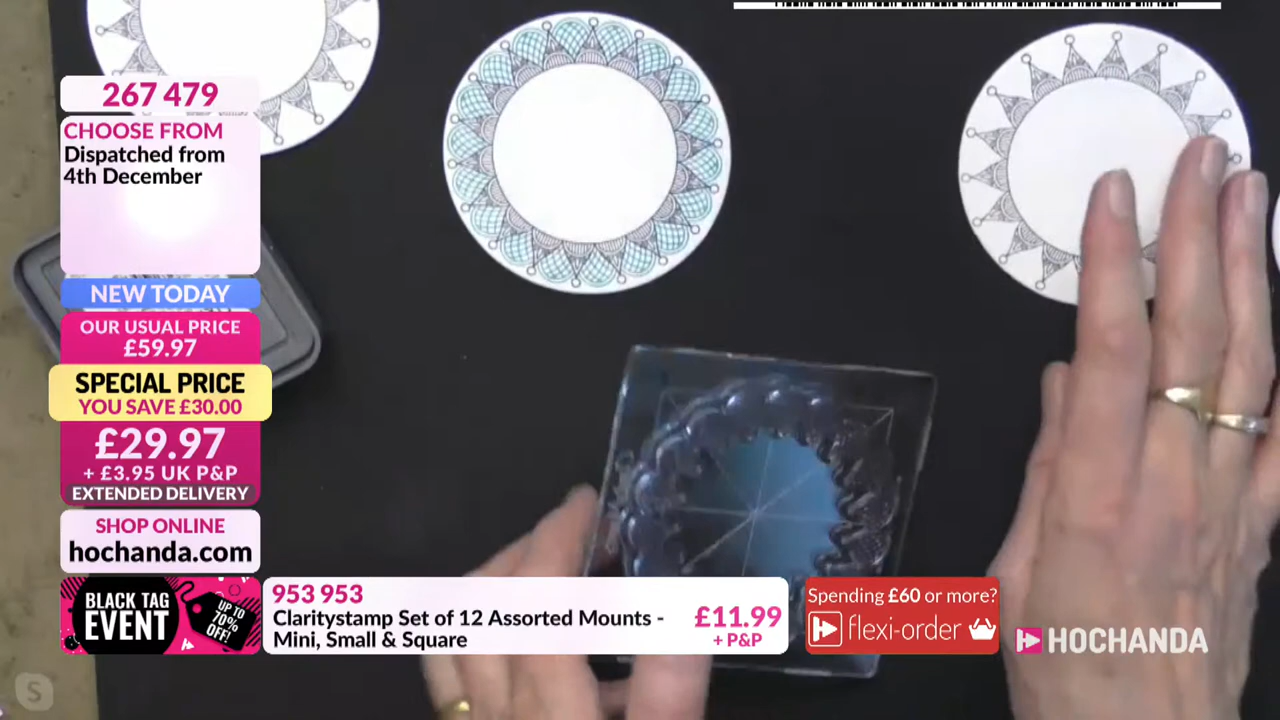 267 479
CHOOSE FROM
Dispatched from
4th December
NEW TODAY
OUR USUAL PRICE
£59.97
SPECIAL PRICE
YOU SAVE £30.00
£29.97
+ £3.95 UK P&P
EXTENDED DELIVERY
SHOP ONLINE
hochanda.com
BLACK TAG
EVENT
UP TO
70%
OFF!
953 953
Claritystamp Set of 12 Assorted Mounts -
Mini, Small & Square
£11.99
+ P&P
Spending £60 or more?
flexi-order
HOCHANDA
S